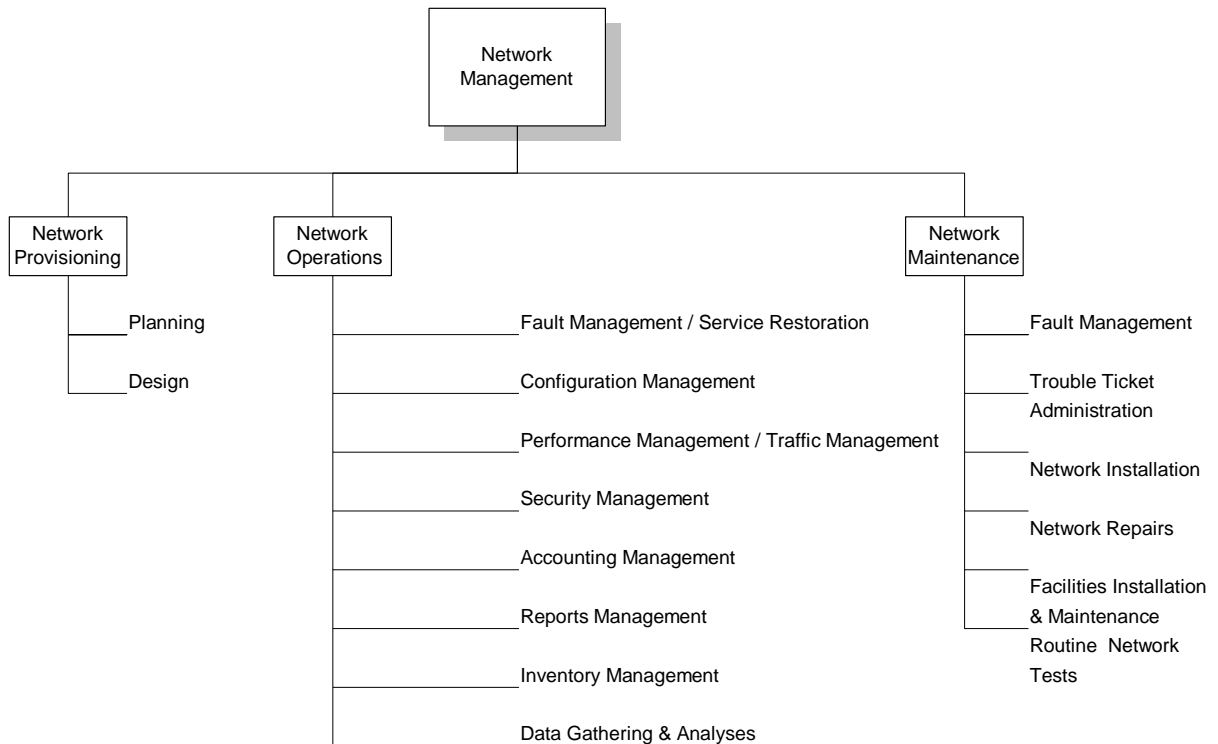 Network
Management
Network
Provisioning
Planning
Design
Network
Operations
Fault Management / Service Restoration
Configuration Management
Performance Management / Traffic Management
Security Management
Accounting Management
Reports Management
Inventory Management
Data Gathering & Analyses
Network
Maintenance
Fault Management
Trouble Ticket
Administration
Network Installation
Network Repairs
Facilities Installation
& Maintenance
Routine Network
Tests